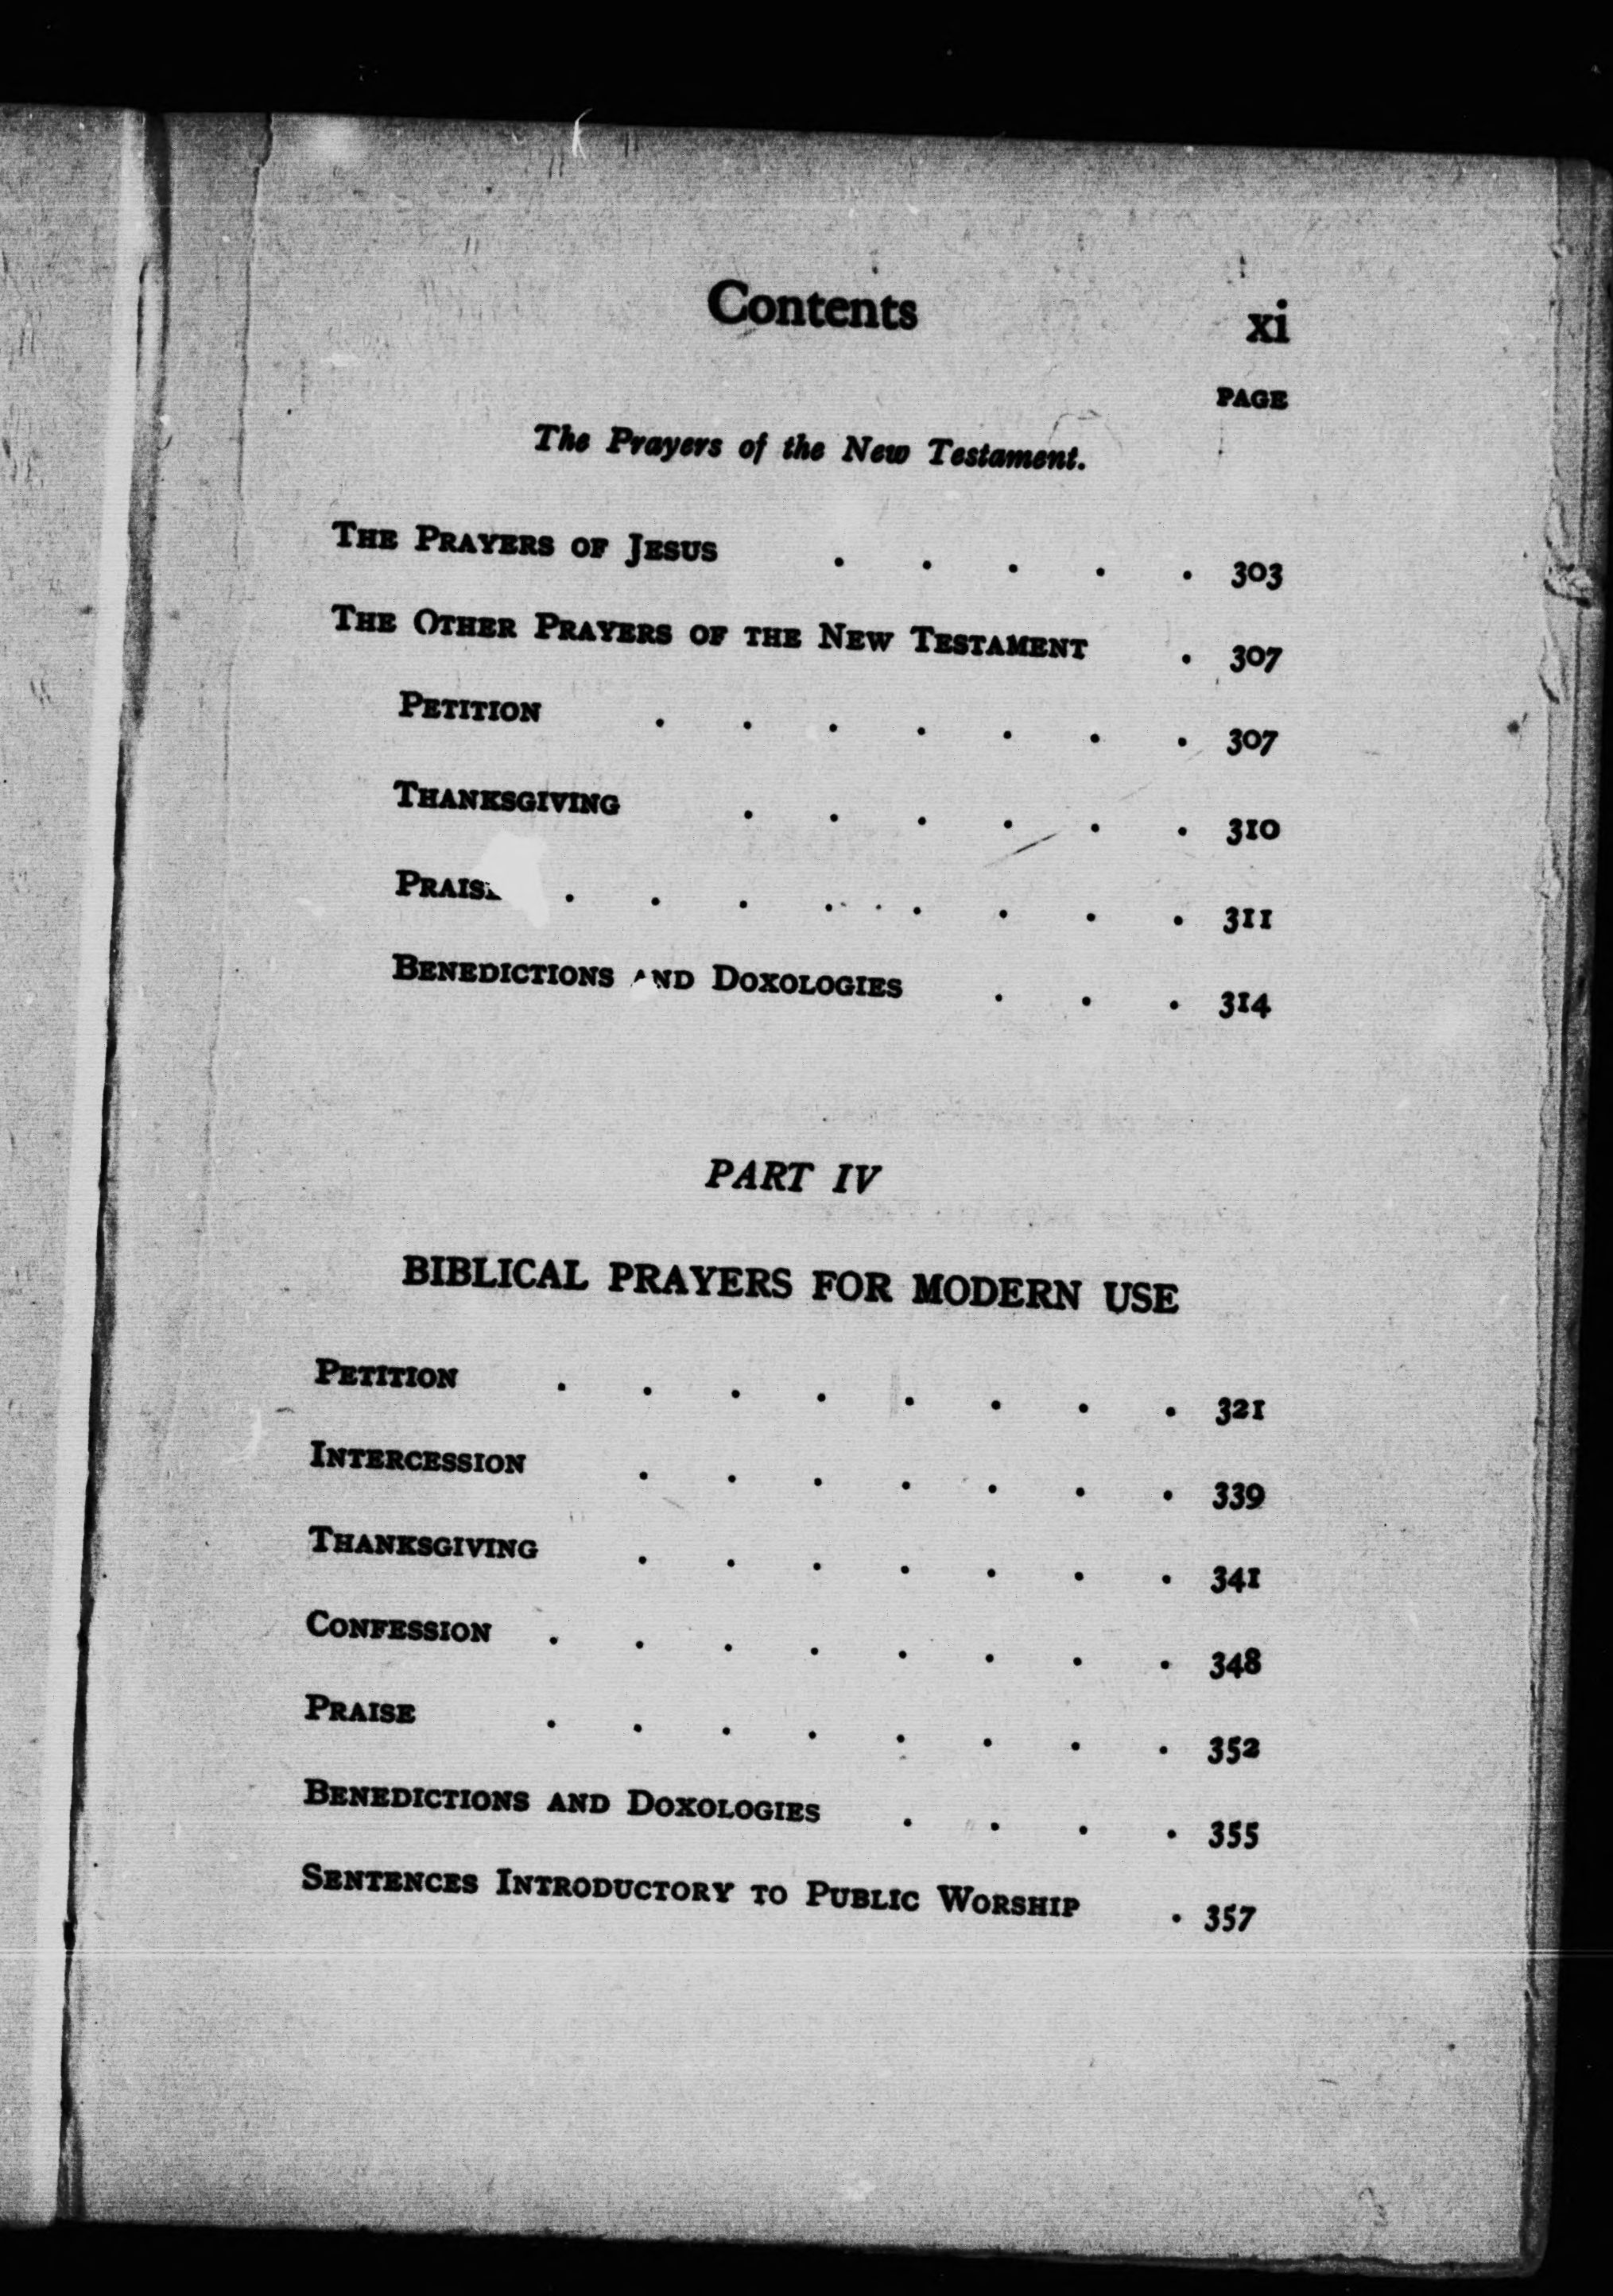 Contents xi
PAGE
The Prayers of the New Testament.
THE PRAYERS OF JESUS . . . . . 303
THE OTHER PRAYERS OF THE NEW TESTAMENT . 307
PETITION . . . . . . . 307
THANKSGIVING . . . . . . 310
PRAISE . . . . . . . . 311
BENEDICTIONS AND DOXOLOGIES . . . 314
PART IV
BIBLICAL PRAYERS FOR MODERN USE
PETITION . . . . . . . . 321
INTERCESSION . . . . . . . 339
THANKSGIVING . . . . . . . 341
CONFESSION . . . . . . . . 348
PRAISE . . . . . . . . 352
BENEDICTIONS AND DOXOLOGIES . . . . 355
SENTENCES INTRODUCTORY TO PUBLIC WORSHIP . 357